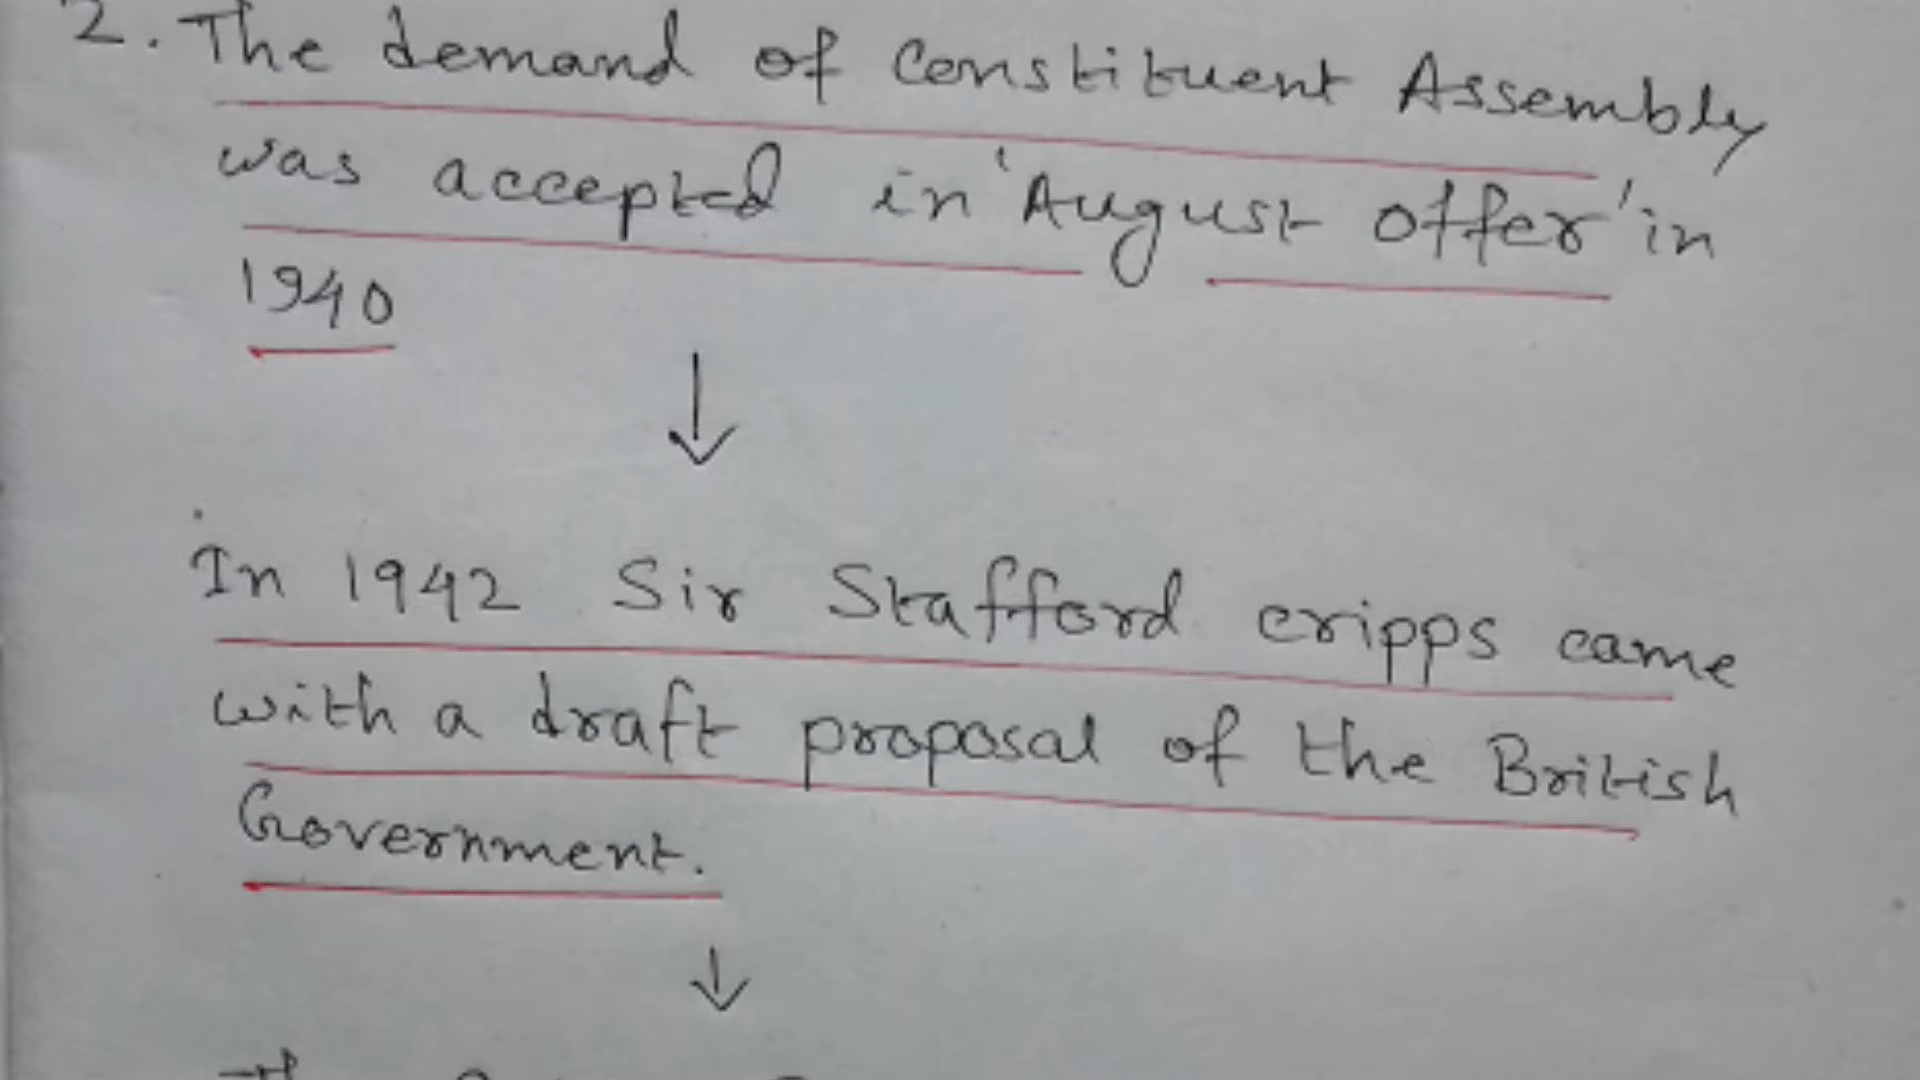 2. The demand of Constituent Assembly
was accepted in 'August offer' in
1940
In 1942 Sir Stafford cripps came
with a draft proposal of the British
Government.